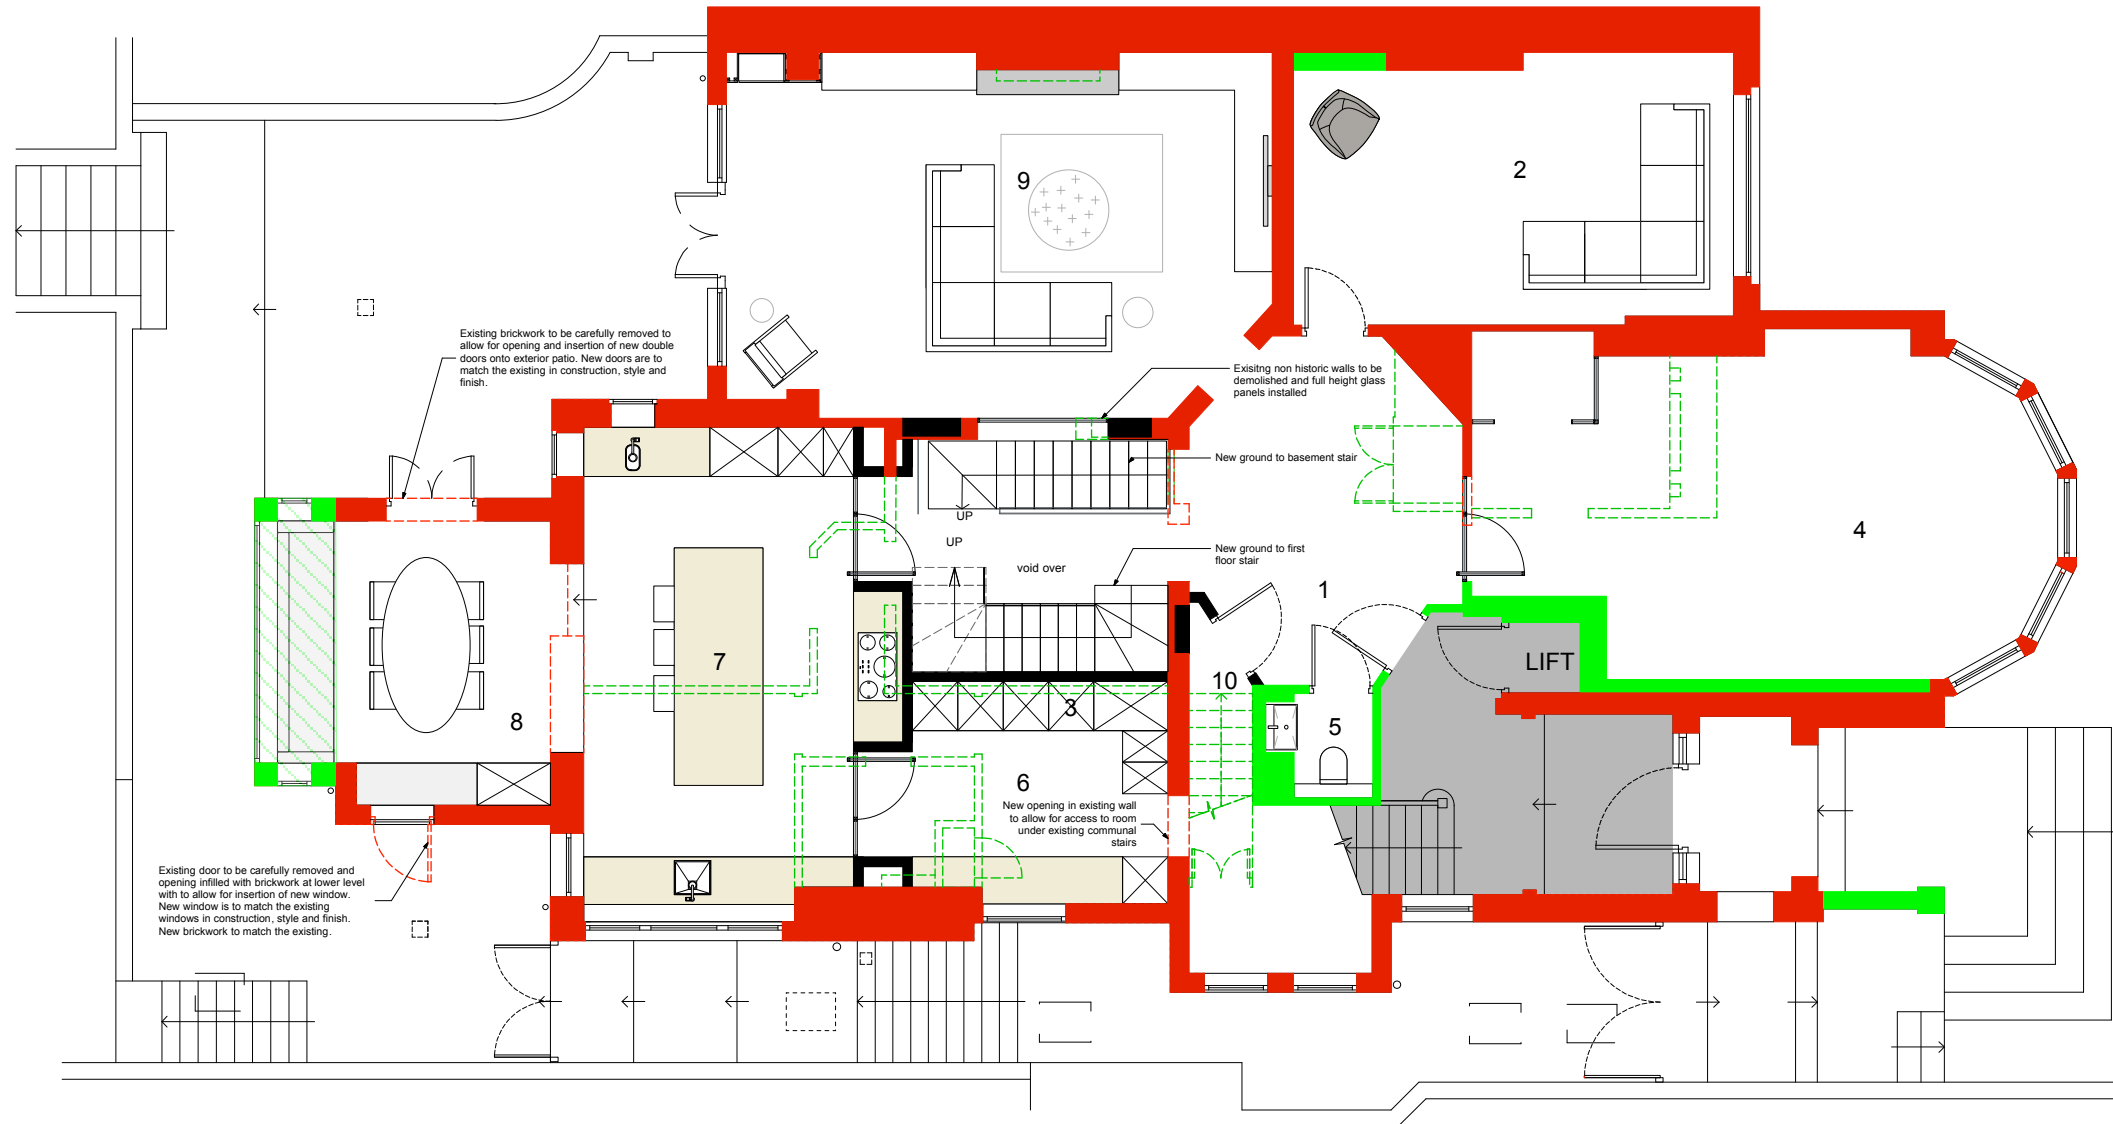 2
9
Existing brickwork to be carefully removed to
allow for opening and insertion of new double
doors onto exterior patio. New doors are to
match the existing in construction, style and
finish.
Exisitng non historic walls to be
demolished and full height glass
panels installed
New ground to basement stair
UP
UP
4
New ground to first
floor stair
void over
1
7
LIFT
10
3
8
5
6
New opening in existing wall
to allow for access to room
under existing communal
stairs
Existing door to be carefully removed and
opening infilled with brickwork at lower level
with to allow for insertion of new window.
New window is to match the existing
windows in construction, style and finish.
New brickwork to match the existing.